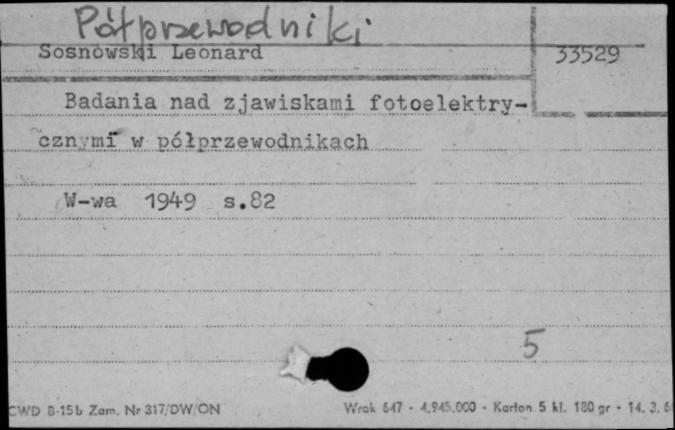 Półprzewodniki
Sosnowski Leonard 33529
Badania nad zjawiskami fotoelektry-
cznymi w półprzewodnikach
W-wa 1949 s.82
5
CWD B-15b Zam. Nr 317/DW/ON Wrok 647 - 4.945.000 - Karton 5 kl. 180 gr - 14. 3. 6